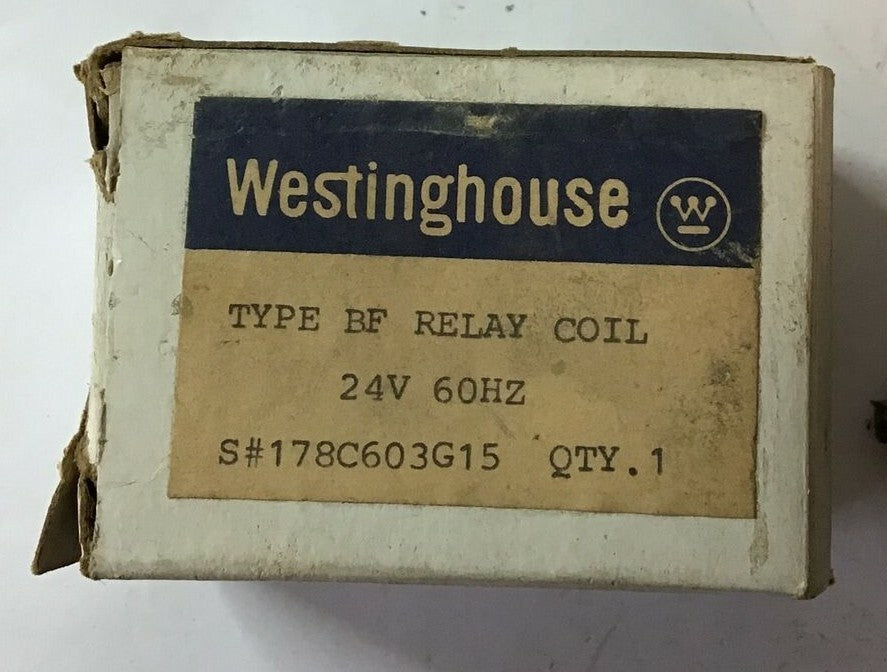 Westinghouse W
TYPE BF RELAY COIL
24V 60HZ
S#178C603G15 QTY.1